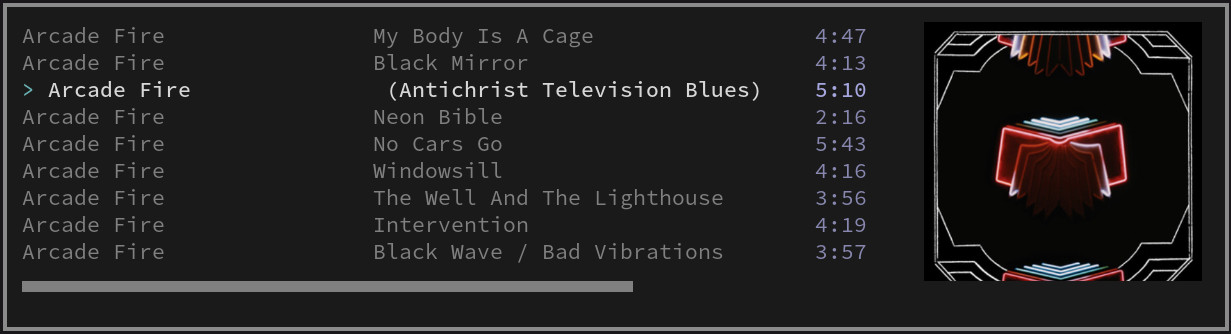 Arcade Fire My Body Is A Cage 4:47
Arcade Fire Black Mirror 4:13
> Arcade Fire (Antichrist Television Blues) 5:10
Arcade Fire Neon Bible 2:16
Arcade Fire No Cars Go 5:43
Arcade Fire Windowsill 4:16
Arcade Fire The Well And The Lighthouse 3:56
Arcade Fire Intervention 4:19
Arcade Fire Black Wave / Bad Vibrations 3:57